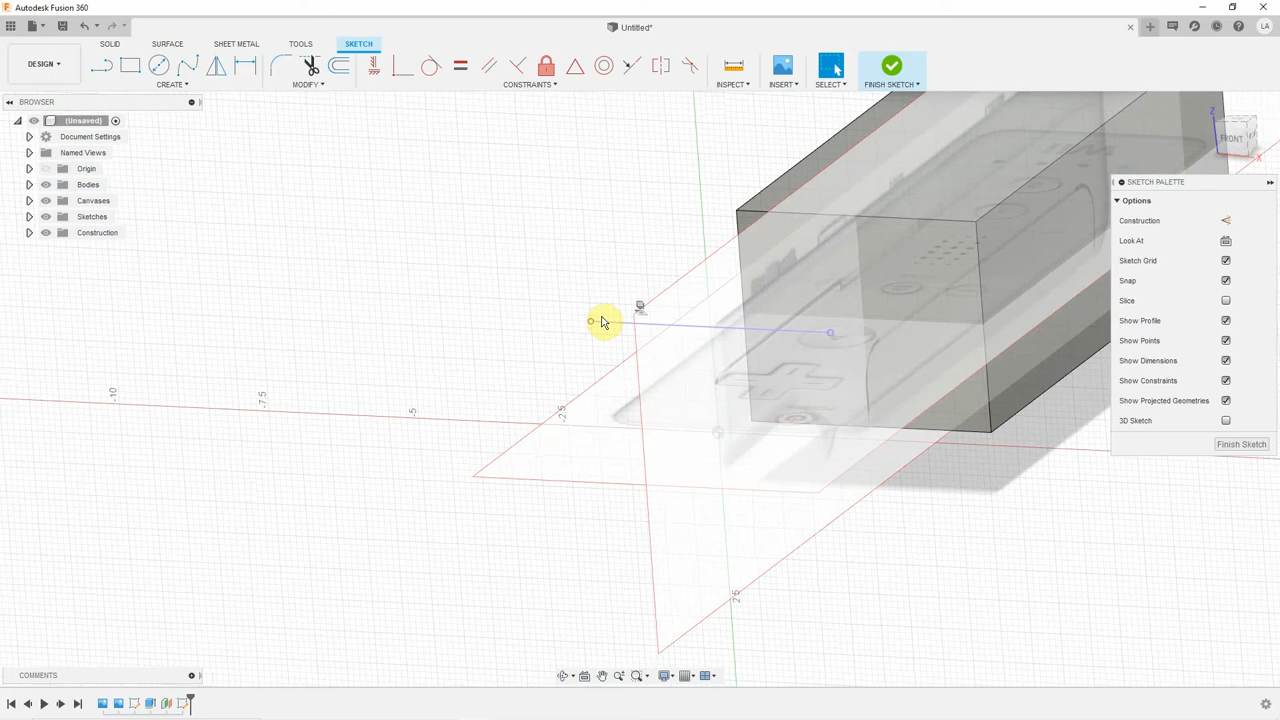 Autodesk Fusion 360
Untitled*
LA
DESIGN
SOLID
SURFACE
SHEET METAL
TOOLS
SKETCH
CREATE
MODIFY
CONSTRAINTS
INSPECT
INSERT
SELECT
FINISH SKETCH
BROWSER
(Unsaved)
Document Settings
Named Views
Origin
Bodies
Canvases
Sketches
Construction
Z
FRONT
X
SKETCH PALETTE
Options
Construction
Look At
Sketch Grid
Snap
Slice
Show Profile
Show Points
Show Dimensions
Show Constraints
Show Projected Geometries
3D Sketch
Finish Sketch
-10
-7.5
-5
-2.5
2.5
COMMENTS